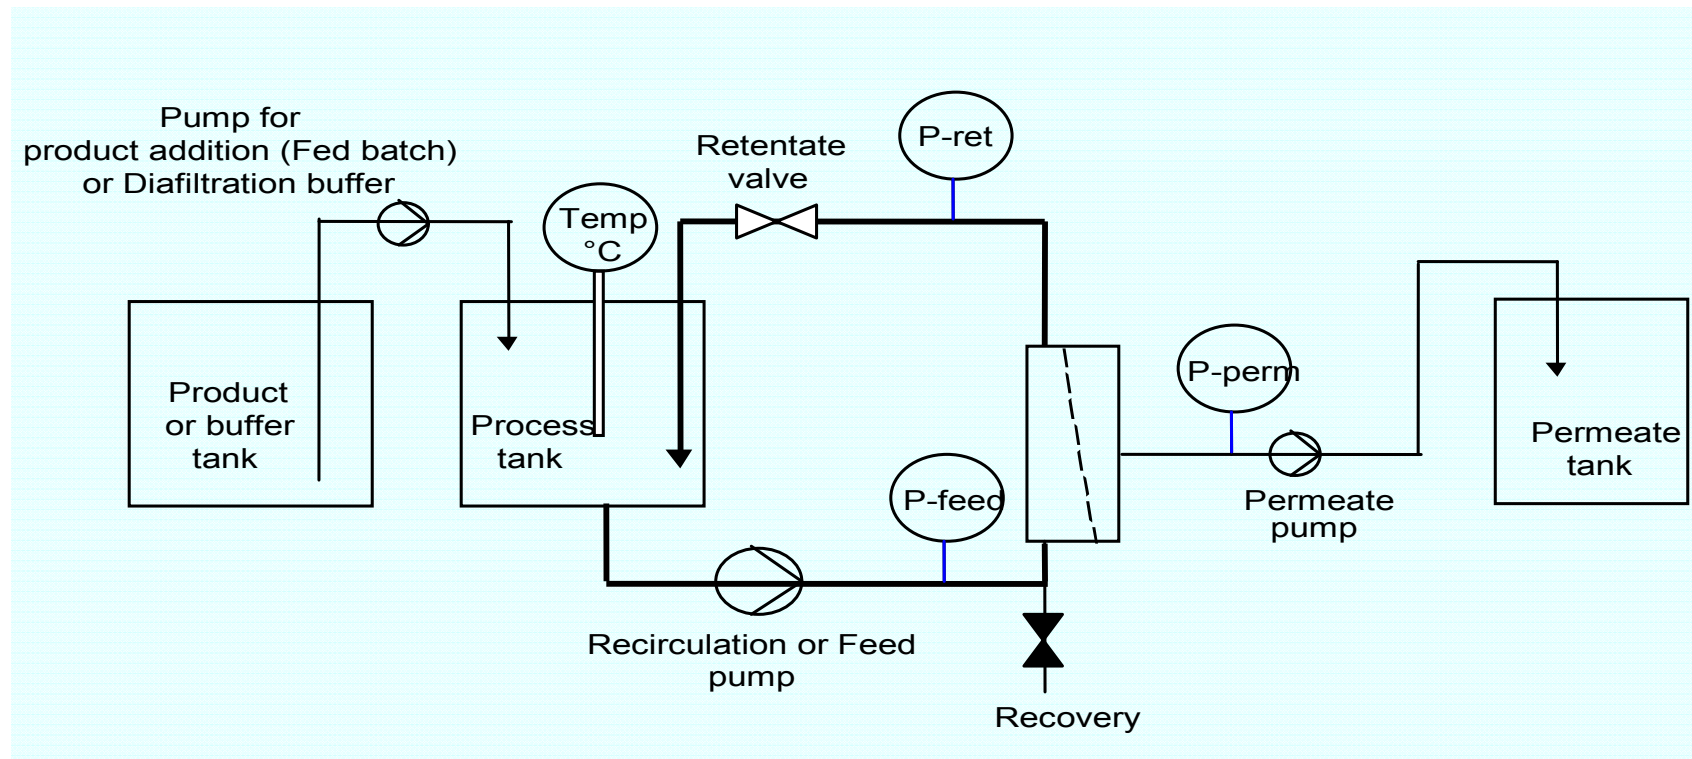 Pump for
product addition (Fed batch)
or Diafiltration buffer
Retentate
valve
P-ret
Temp
°C
Product
or buffer
tank
Process
tank
P-feed
P-perm
Permeate
pump
Permeate
tank
Recirculation or Feed
pump
Recovery